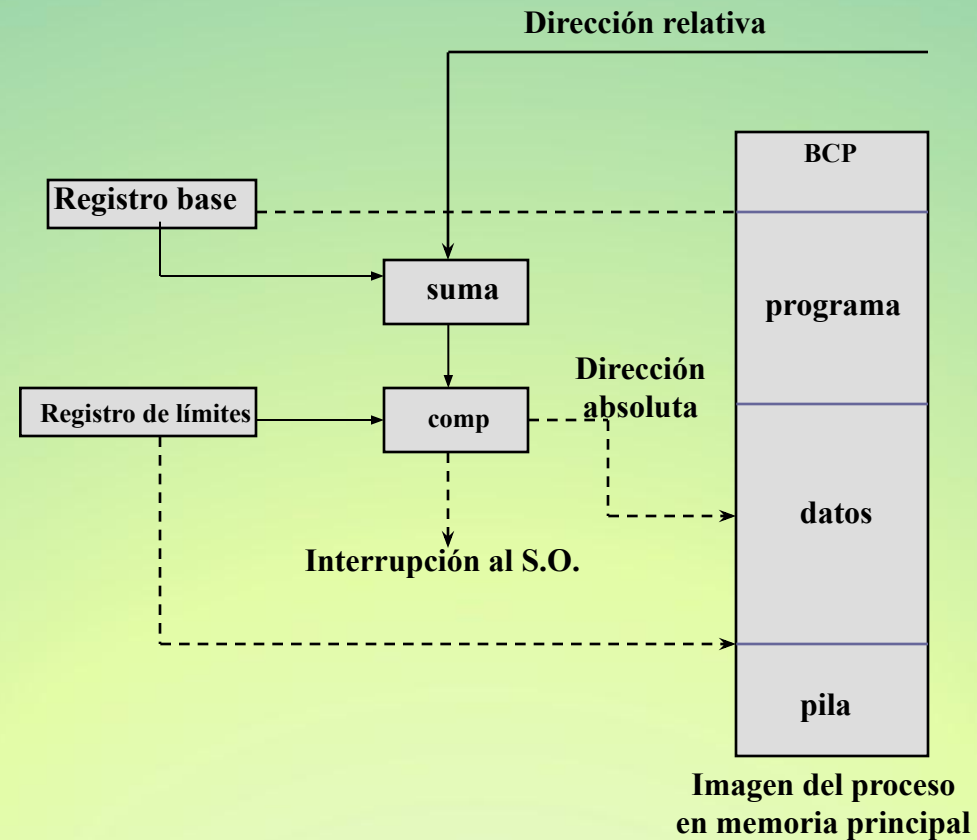 Dirección relativa
BCP
Registro base
suma
programa
Dirección
absoluta
Registro de límites
comp
datos
Interrupción al S.O.
pila
Imagen del proceso
en memoria principal